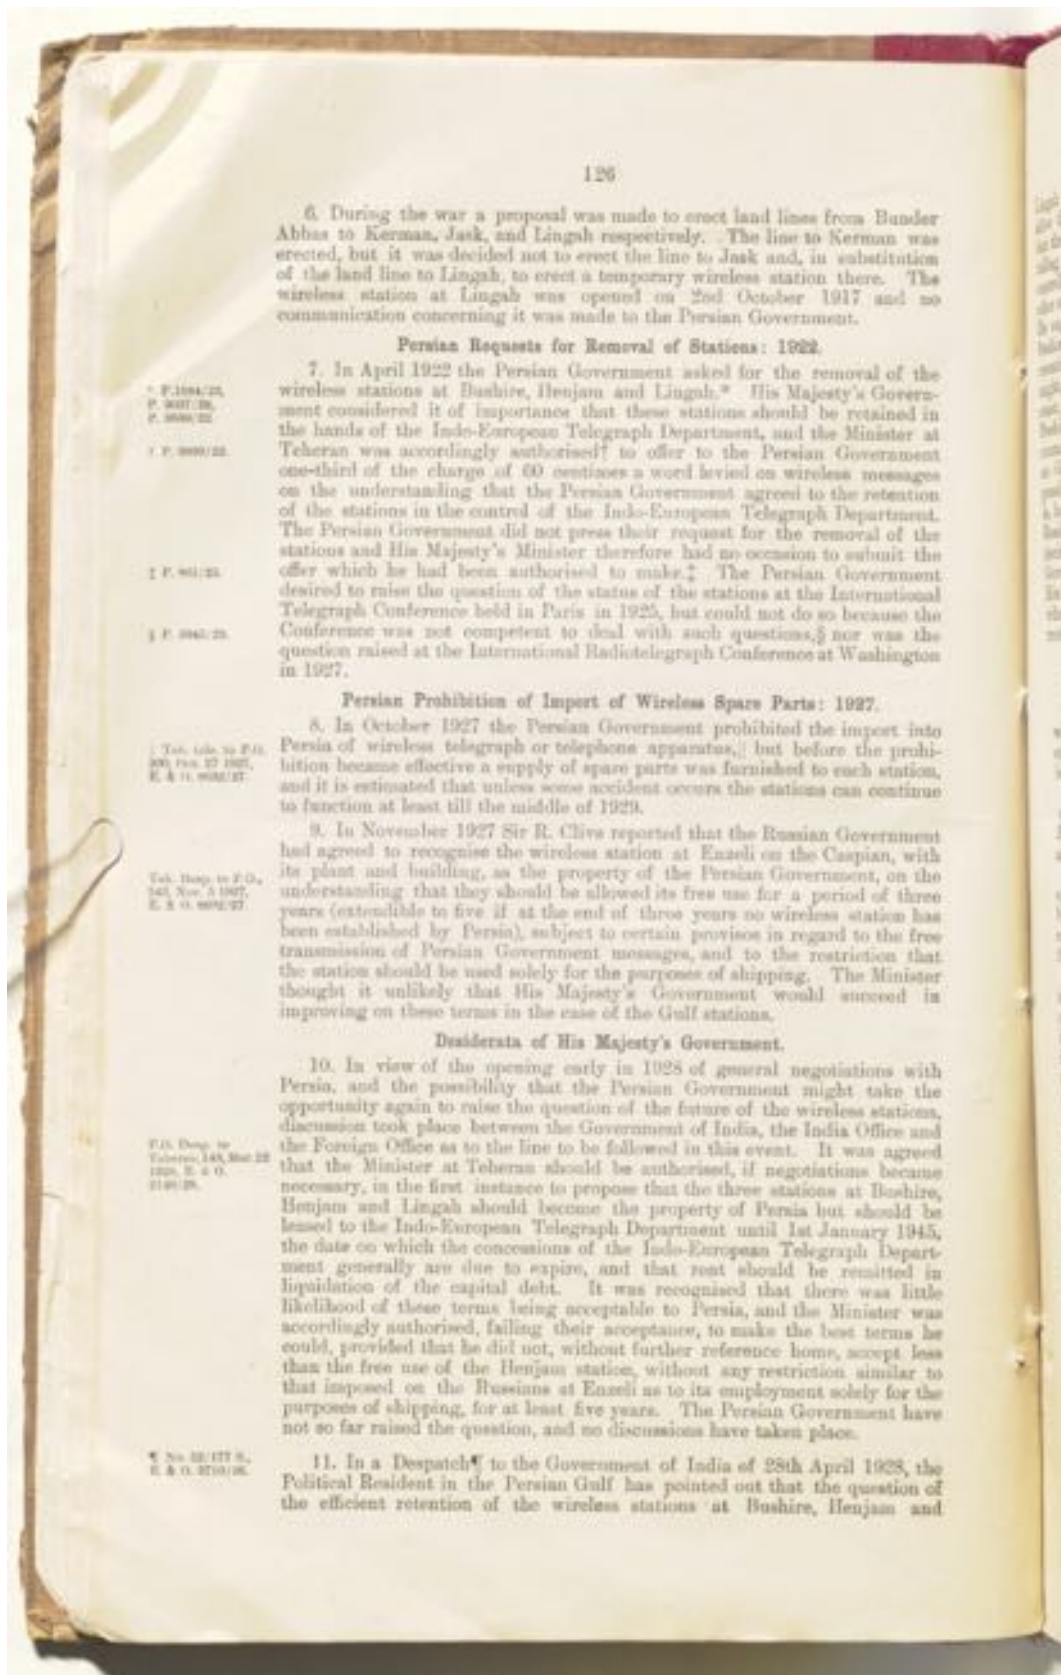 126
6. During the war a proposal was made to erect land lines from Bunder
Abbas to Kerman, Jask, and Lingah respectively. The line to Kerman was
erected, but it was decided not to erect the line to Jask and, in substitution
of the land line to Lingah, to erect a temporary wireless station there. The
wireless station at Lingah was opened on 2nd October 1917 and no
communication concerning it was made to the Persian Government.
Persian Requests for Removal of Stations: 1922.
7. In April 1922 the Persian Government asked for the removal of the
wireless stations at Bushire, Henjam and Lingah.* His Majesty's Govern-
ment considered it of importance that these stations should be retained in
the hands of the Indo-European Telegraph Department, and the Minister at
Teheran was accordingly authorised† to offer to the Persian Government
one-third of the charge of 60 centimes a word levied on wireless messages
on the understanding that the Persian Government agreed to the retention
of the stations in the control of the Indo-European Telegraph Department.
The Persian Government did not press their request for the removal of the
stations and His Majesty's Minister therefore had no occasion to submit the
offer which he had been authorised to make.‡ The Persian Government
desired to raise the question of the status of the stations at the International
Telegraph Conference held in Paris in 1925, but could not do so because the
Conference was not competent to deal with such questions,§ nor was the
question raised at the International Radiotelegraph Conference at Washington
in 1927.
Persian Prohibition of Import of Wireless Spare Parts: 1927.
8. In October 1927 the Persian Government prohibited the import into
Persia of wireless telegraph or telephone apparatus,|| but before the prohi-
bition became effective a supply of spare parts was furnished to each station,
and it is estimated that unless some accident occurs the stations can continue
to function at least till the middle of 1929.
9. In November 1927 Sir R. Clive reported that the Russian Government
had agreed to recognise the wireless station at Enzeli on the Caspian, with
its plant and building, as the property of the Persian Government, on the
understanding that they should be allowed its free use for a period of three
years (extendible to five if at the end of three years no wireless station has
been established by Persia), subject to certain provisos in regard to the free
transmission of Persian Government messages, and to the restriction that
the station should be used solely for the purposes of shipping. The Minister
thought it unlikely that His Majesty's Government would succeed in
improving on these terms in the case of the Gulf stations.
Desiderata of His Majesty's Government.
10. In view of the opening early in 1928 of general negotiations with
Persia, and the possibility that the Persian Government might take the
opportunity again to raise the question of the future of the wireless stations,
discussion took place between the Government of India, the India Office and
the Foreign Office as to the line to be followed in this event. It was agreed
that the Minister at Teheran should be authorised, if negotiations became
necessary, in the first instance to propose that the three stations at Bushire,
Henjam and Lingah should become the property of Persia but should be
leased to the Indo-European Telegraph Department until 1st January 1945,
the date on which the concessions of the Indo-European Telegraph Depart-
ment generally are due to expire, and that rent should be remitted in
liquidation of the capital debt. It was recognised that there was little
likelihood of these terms being acceptable to Persia, and the Minister was
accordingly authorised, failing their acceptance, to make the best terms he
could, provided that he did not, without further reference home, accept less
than the free use of the Henjam station, without any restriction similar to
that imposed on the Russians at Enzeli as to its employment solely for the
purposes of shipping, for at least five years. The Persian Government have
not so far raised the question, and no discussions have taken place.
11. In a Despatch¶ to the Government of India of 28th April 1928, the
Political Resident in the Persian Gulf has pointed out that the question of
the efficient retention of the wireless stations at Bushire, Henjam and